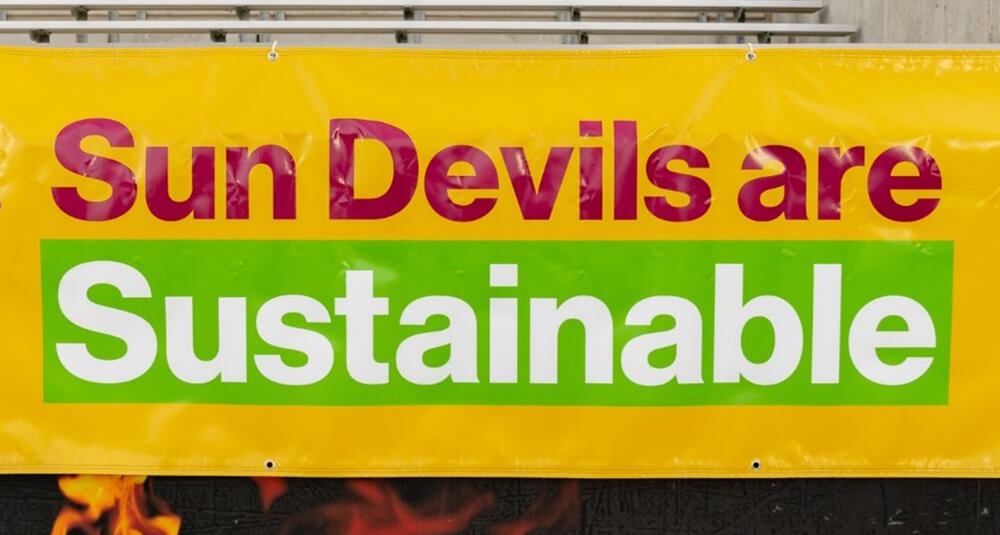 Sun Devils are
Sustainable